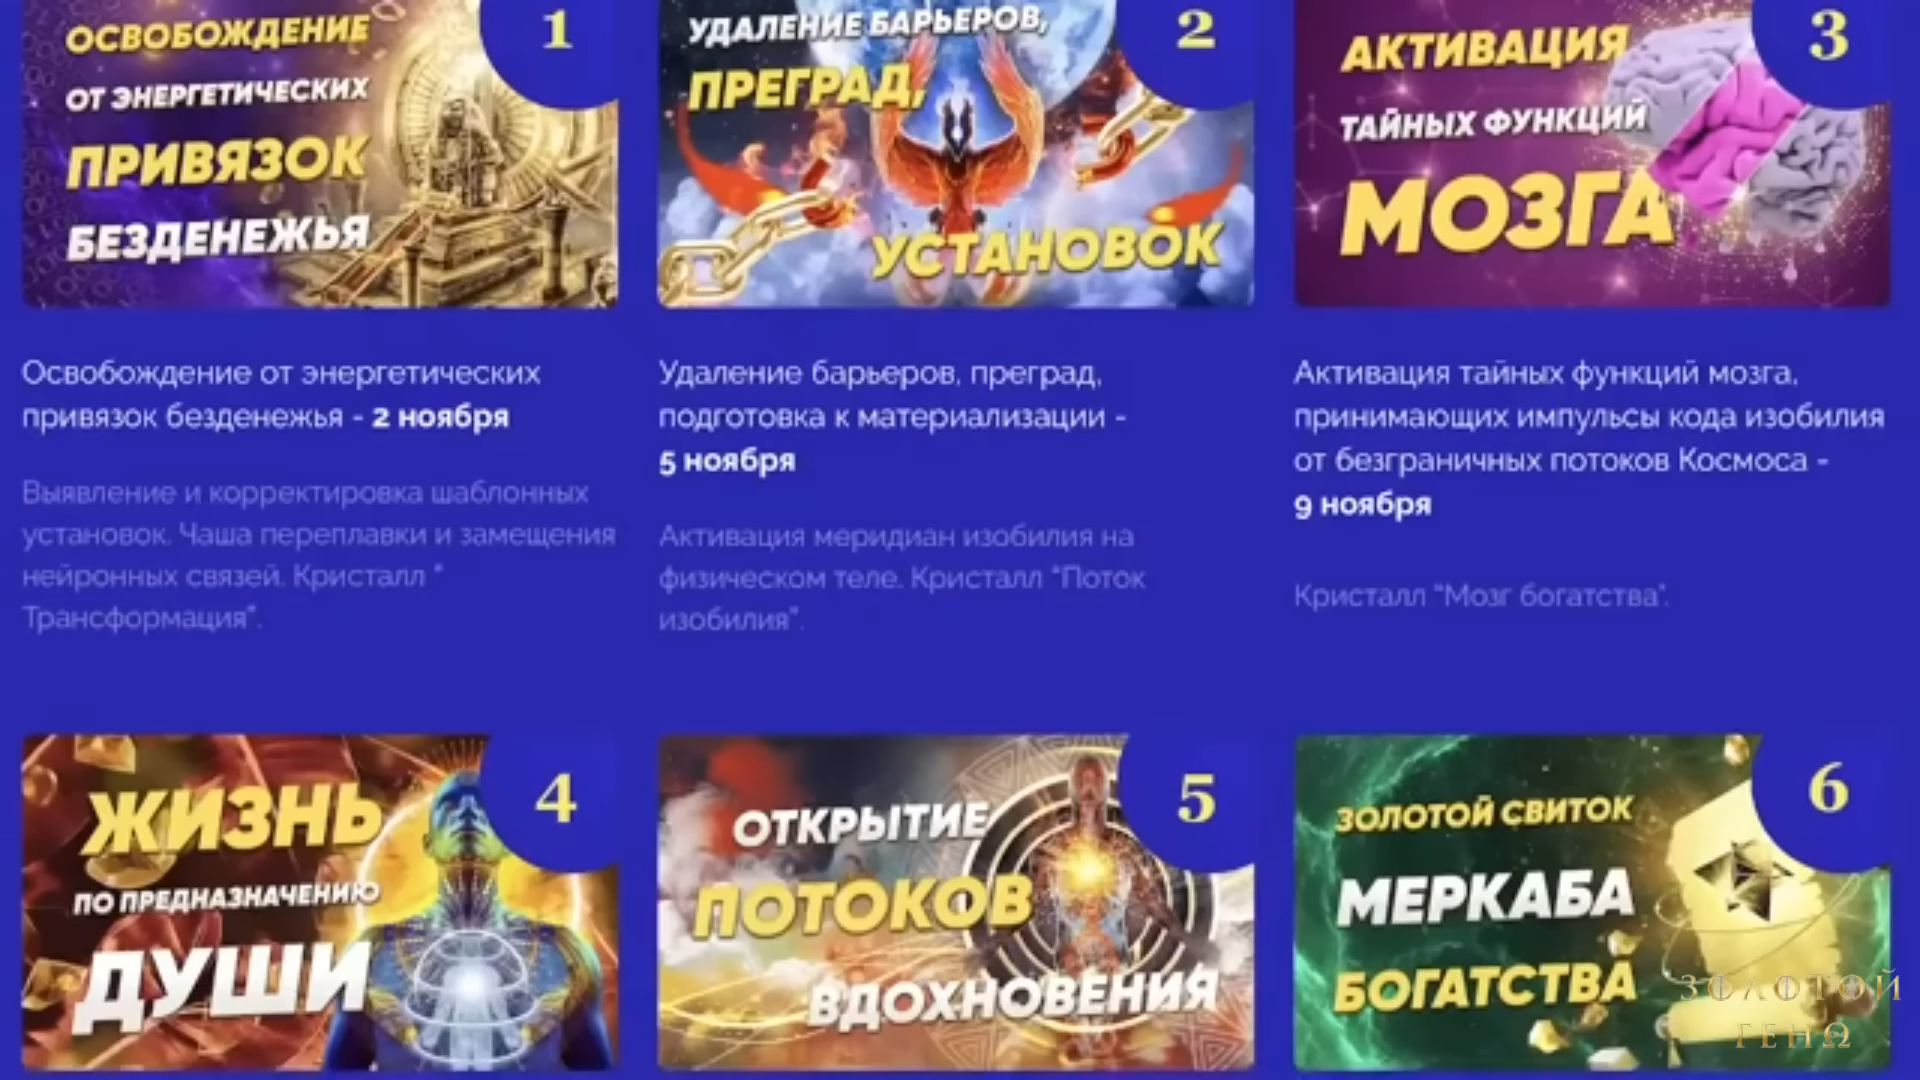 1
ОСВОБОЖДЕНИЕ
ОТ ЭНЕРГЕТИЧЕСКИХ
ПРИВЯЗОК
БЕЗДЕНЕЖЬЯ
Освобождение от энергетических
привязок безденежья - 2 ноября
Выявление и корректировка шаблонных
установок. Чаша переплавки и замещения
нейронных связей. Кристалл "
Трансформация".
2
УДАЛЕНИЕ БАРЬЕРОВ,
ПРЕГРАД,
УСТАНОВОК
Удаление барьеров, преград,
подготовка к материализации -
5 ноября
Активация меридиан изобилия на
физическом теле. Кристалл "Поток
изобилия".
3
АКТИВАЦИЯ
ТАЙНЫХ ФУНКЦИЙ
МОЗГА
Активация тайных функций мозга,
принимающих импульсы кода изобилия
от безграничных потоков Космоса -
9 ноября
Кристалл "Мозг богатства".
4
ЖИЗНЬ
ПО ПРЕДНАЗНАЧЕНИЮ
ДУШИ
5
ОТКРЫТИЕ
ПОТОКОВ
ВДОХНОВЕНИЯ
6
ЗОЛОТОЙ СВИТОК
МЕРКАБА
БОГАТСТВА
ЗОЛОТОЙ
ГЕНΩ